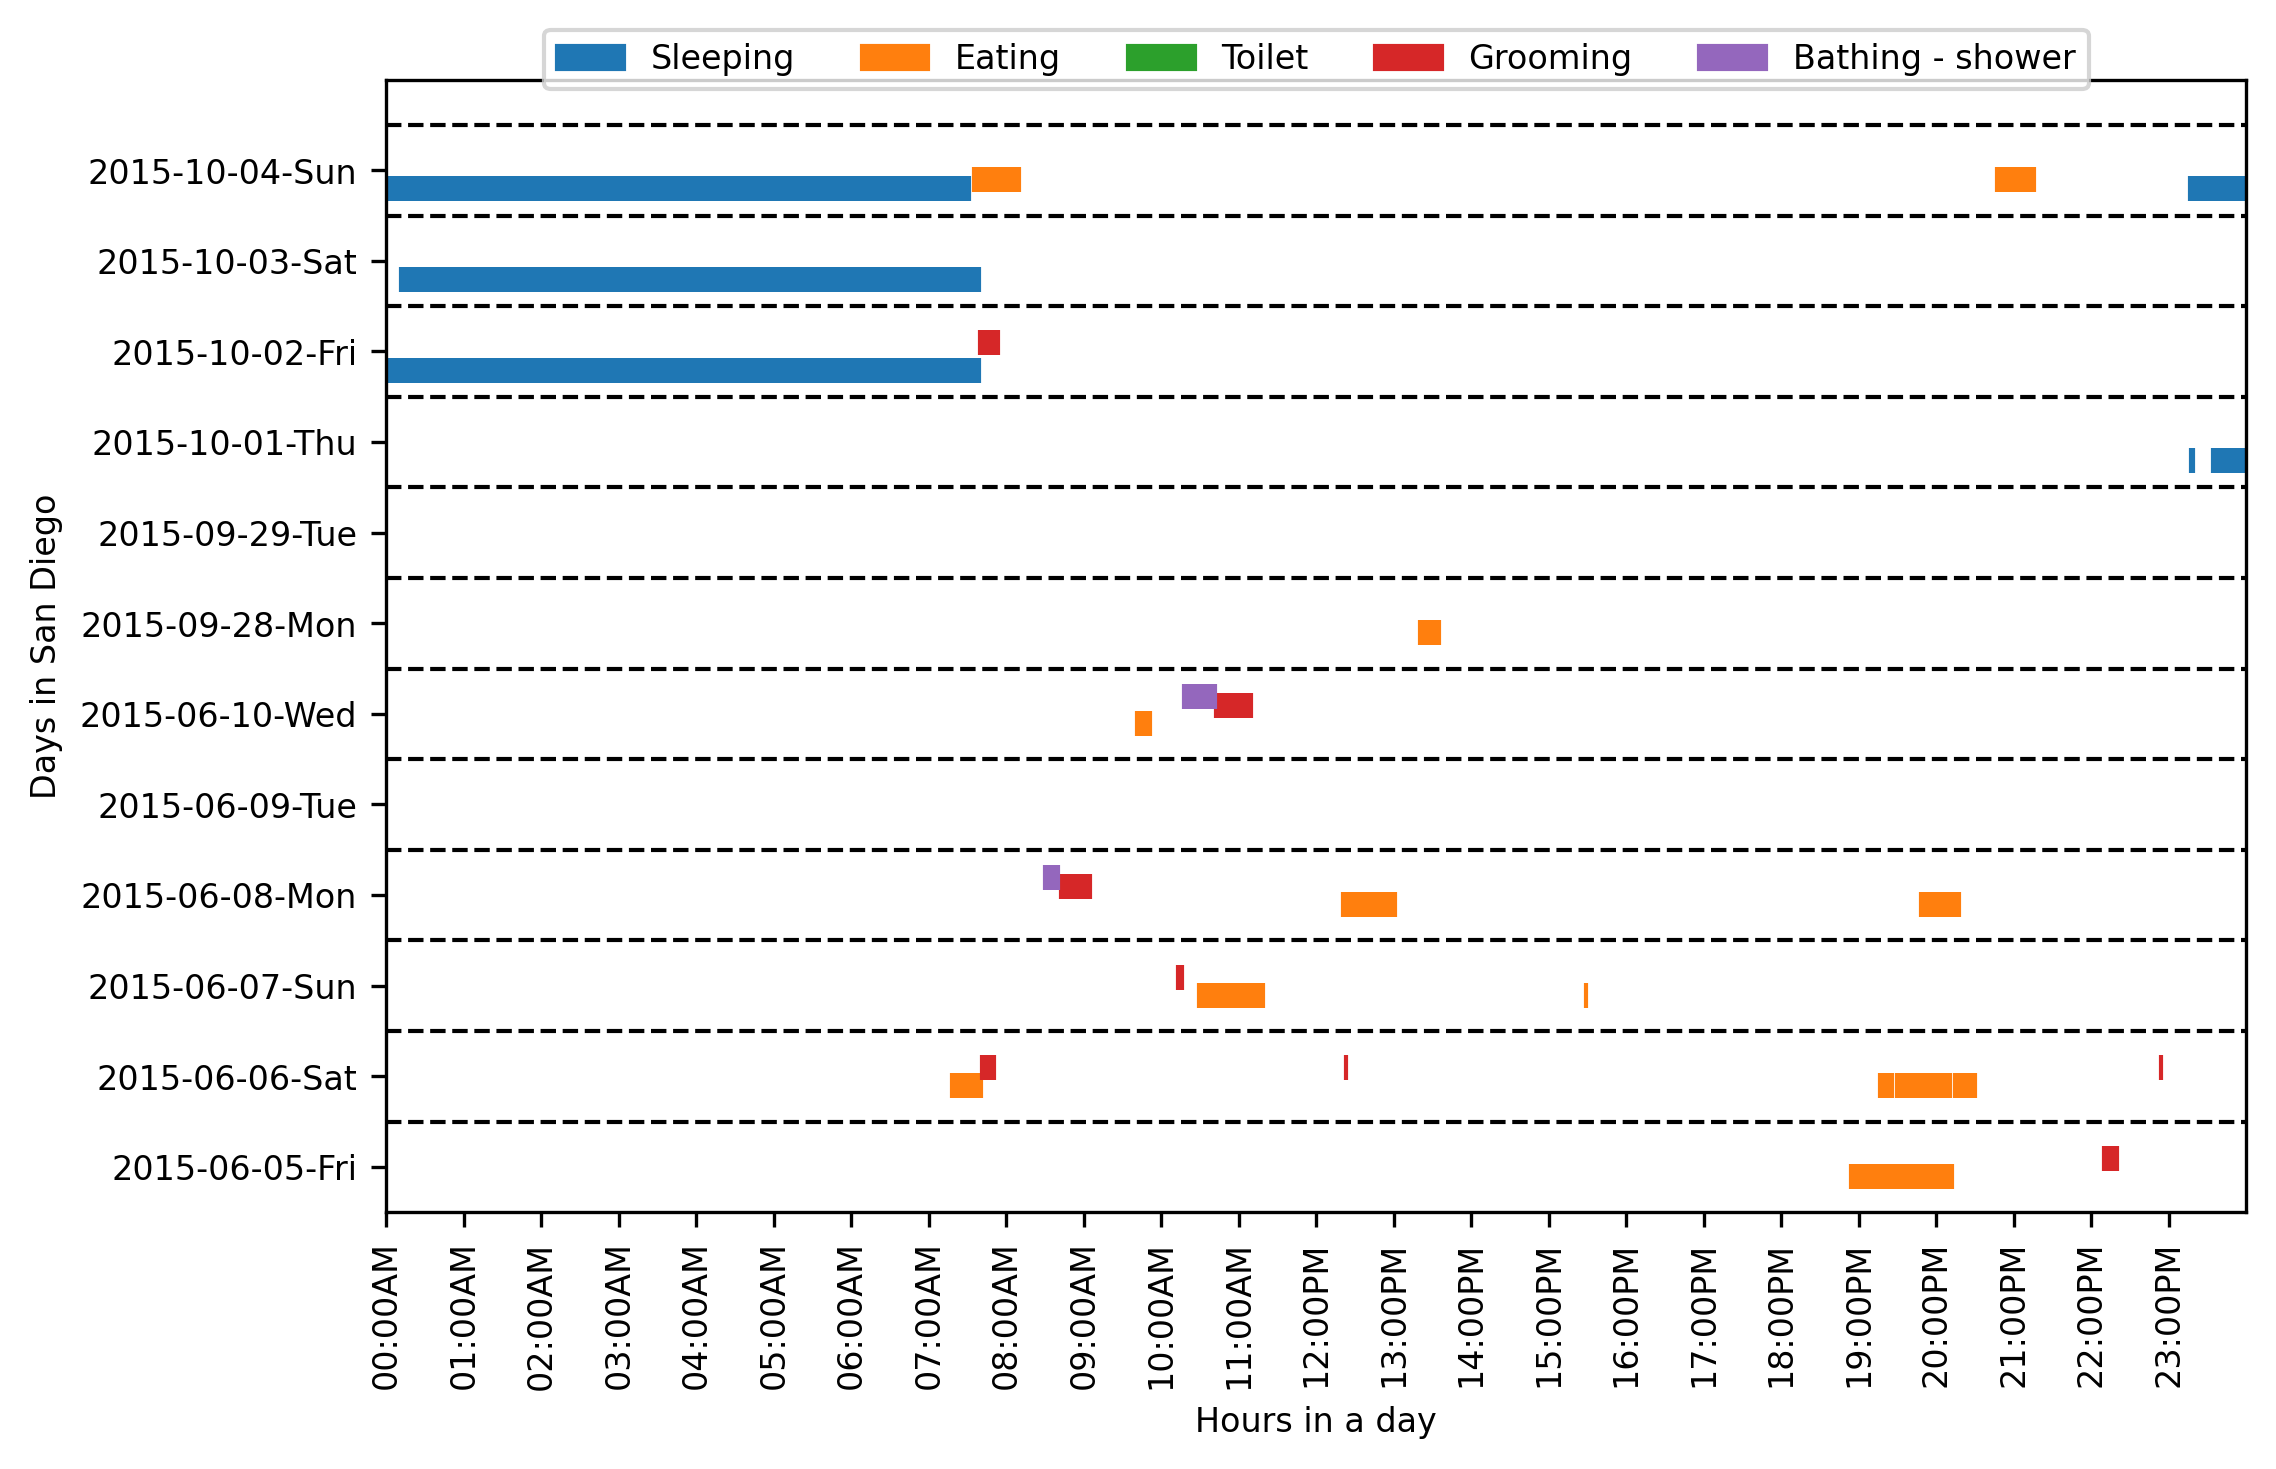 Sleeping Eating Toilet Grooming Bathing - shower
2015-10-04-Sun
2015-10-03-Sat
2015-10-02-Fri
2015-10-01-Thu
2015-09-29-Tue
2015-09-28-Mon
2015-06-10-Wed
2015-06-09-Tue
2015-06-08-Mon
2015-06-07-Sun
2015-06-06-Sat
2015-06-05-Fri
Days in San Diego
00:00AM
01:00AM
02:00AM
03:00AM
04:00AM
05:00AM
06:00AM
07:00AM
08:00AM
09:00AM
10:00AM
11:00AM
12:00PM
13:00PM
14:00PM
15:00PM
16:00PM
17:00PM
18:00PM
19:00PM
20:00PM
21:00PM
22:00PM
23:00PM
Hours in a day